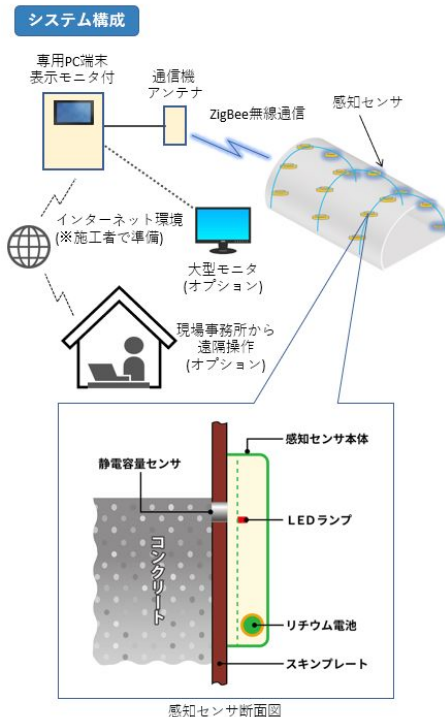 システム構成
専用PC端末
表示モニタ付
通信機
アンテナ
ZigBee無線通信
感知センサ
インターネット環境
(※施工者で準備)
大型モニタ
(オプション)
現場事務所から
遠隔操作
(オプション)
感知センサ本体
静電容量センサ
LEDランプ
コンクリート
リチウム電池
スキンプレート
感知センサ断面図